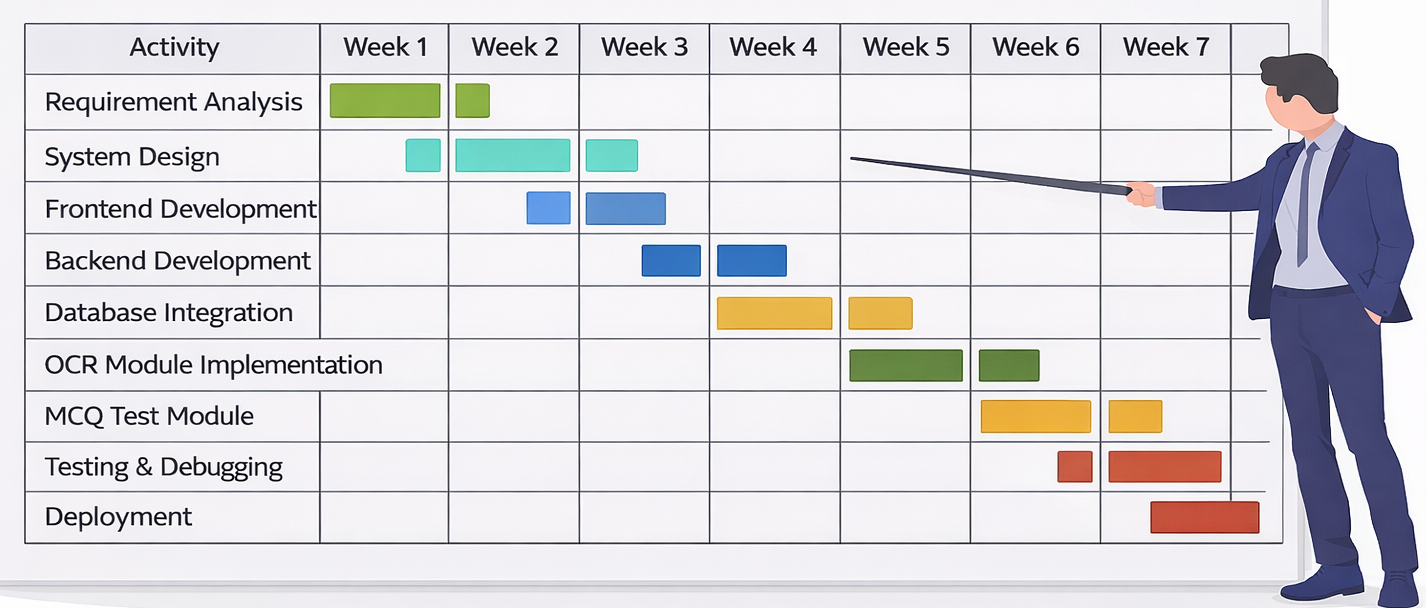 Activity Week 1 Week 2 Week 3 Week 4 Week 5 Week 6 Week 7
Requirement Analysis
System Design
Frontend Development
Backend Development
Database Integration
OCR Module Implementation
MCQ Test Module
Testing & Debugging
Deployment